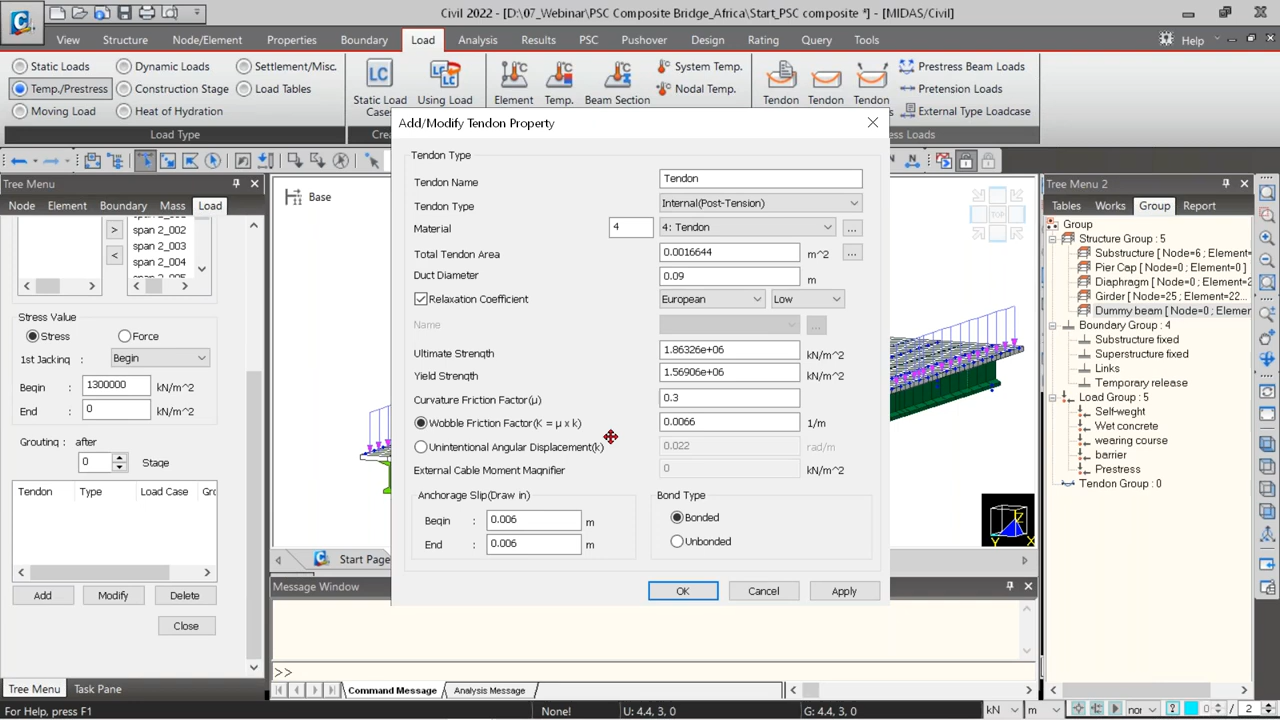 Civil 2022 - [D:\07_Webinar\PSC Composite Bridge_Africa\Start_PSC composite *] - [MIDAS/Civil]
View Structure Node/Element Properties Boundary Load Analysis Results PSC Pushover Design Rating Query Tools Help
Static Loads Dynamic Loads Settlement/Misc.
Temp./Prestress Construction Stage Load Tables
Moving Load Heat of Hydration
Load Type
LC
Static Load
Cases
Using Load
Element Temp. Beam Section
System Temp.
Nodal Temp.
Tendon Tendon Tendon
Prestress Beam Loads
Pretension Loads
External Type Loadcase
Loads
Tree Menu
Node Element Boundary Mass Load
span 2_002
span 2_003
span 2_004
span 2_005
Stress Value
Stress Force
1st Jacking : Begin
Begin : 1300000 kN/m^2
End : 0 kN/m^2
Grouting: after
0 Stage
Tendon Type Load Case
Add Modify Delete
Close
Tree Menu Task Pane
Base
Start Page
Add/Modify Tendon Property
Tendon Type
Tendon Name Tendon
Tendon Type Internal(Post-Tension)
Material 4 4: Tendon ...
Total Tendon Area 0.0016644 m^2 ...
Duct Diameter 0.09 m
Relaxation Coefficient European Low
Name ...
Ultimate Strength 1.86326e+06 kN/m^2
Yield Strength 1.56906e+06 kN/m^2
Curvature Friction Factor(μ) 0.3
Wobble Friction Factor(K = μ x k) 0.0066 1/m
Unintentional Angular Displacement(k) 0.022 rad/m
External Cable Moment Magnifier 0 kN/m^2
Anchorage Slip(Draw in)
Begin : 0.006 m
End : 0.006 m
Bond Type
Bonded
Unbonded
OK Cancel Apply
TOP
Z
Y X
Message Window
>>
Command Message Analysis Message
Tree Menu 2
Tables Works Group Report
Group
Structure Group : 5
Substructure [ Node=6 ; Element=
Pier Cap [ Node=0 ; Element=0 ]
Diaphragm [ Node=16 ; Element=
Girder [ Node=25 ; Element=22...
Dummy beam [ Node=0 ; Elemer
Boundary Group : 4
Substructure fixed
Superstructure fixed
Links
Temporary release
Load Group : 5
Self-weght
Wet concrete
wearing course
barrier
Prestress
Tendon Group : 0
For Help, press F1 None! U: 4.4, 3, 0 G: 4.4, 3, 0 kN m nor 0 / 2